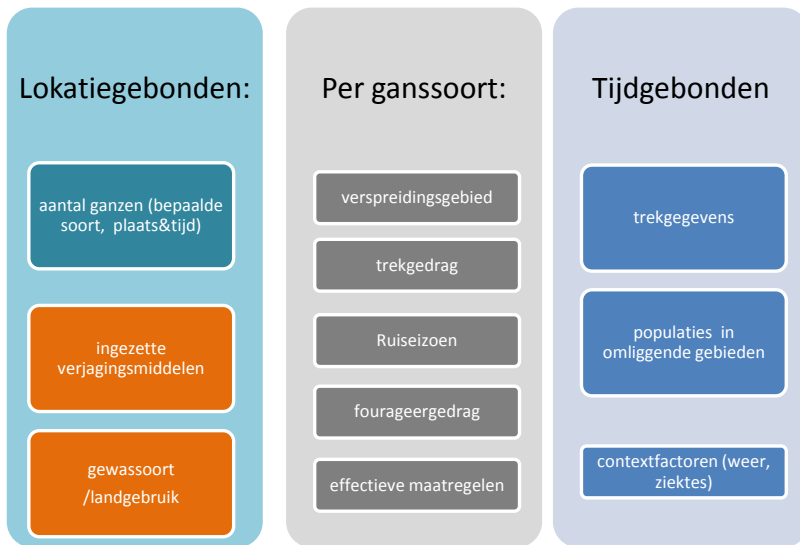 Lokatiegebonden:
aantal ganzen (bepaalde
soort, plaats&tijd)
ingezette
verjagingsmiddelen
gewassoort
/landgebruik
Per ganssoort:
verspreidingsgebied
trekgedrag
Ruiseizoen
fourageergedrag
effectieve maatregelen
Tijdgebonden
trekgegevens
populaties in
omliggende gebieden
contextfactoren (weer,
ziektes)